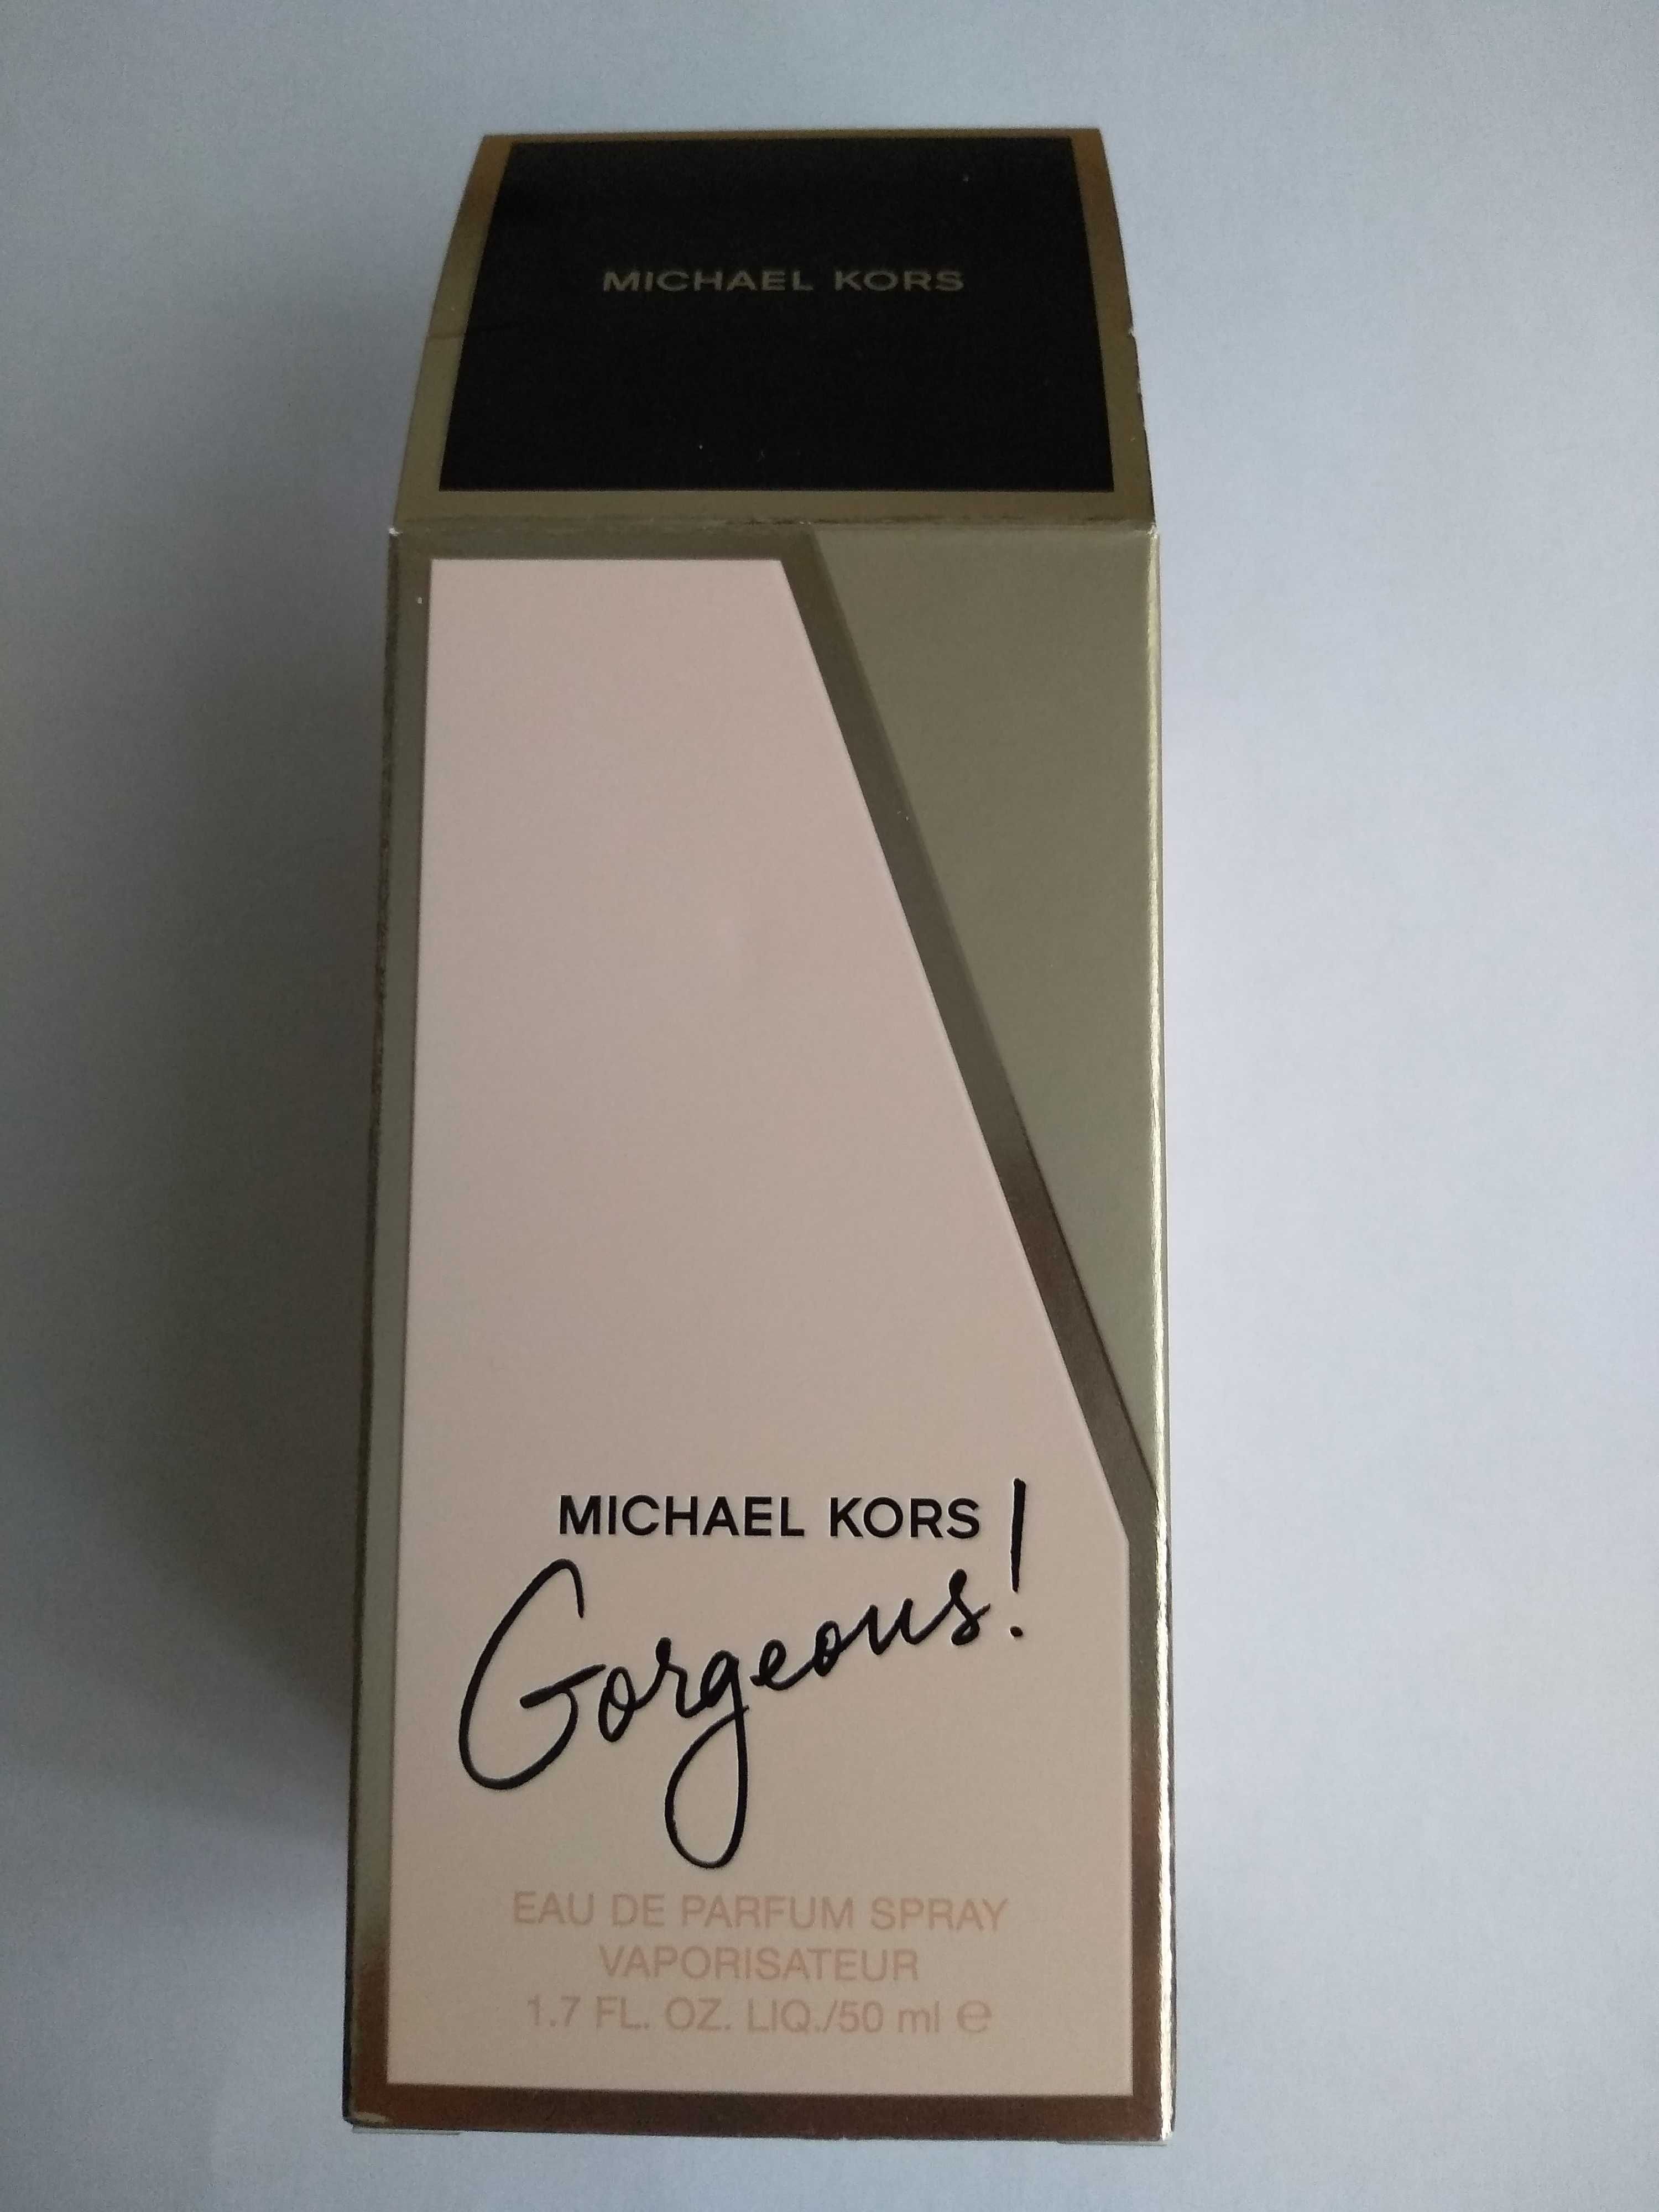 MICHAEL KORS
MICHAEL KORS
Gorgeous!
EAU DE PARFUM SPRAY
VAPORISATEUR
1.7 FL. OZ. LIQ./50 ml ℮